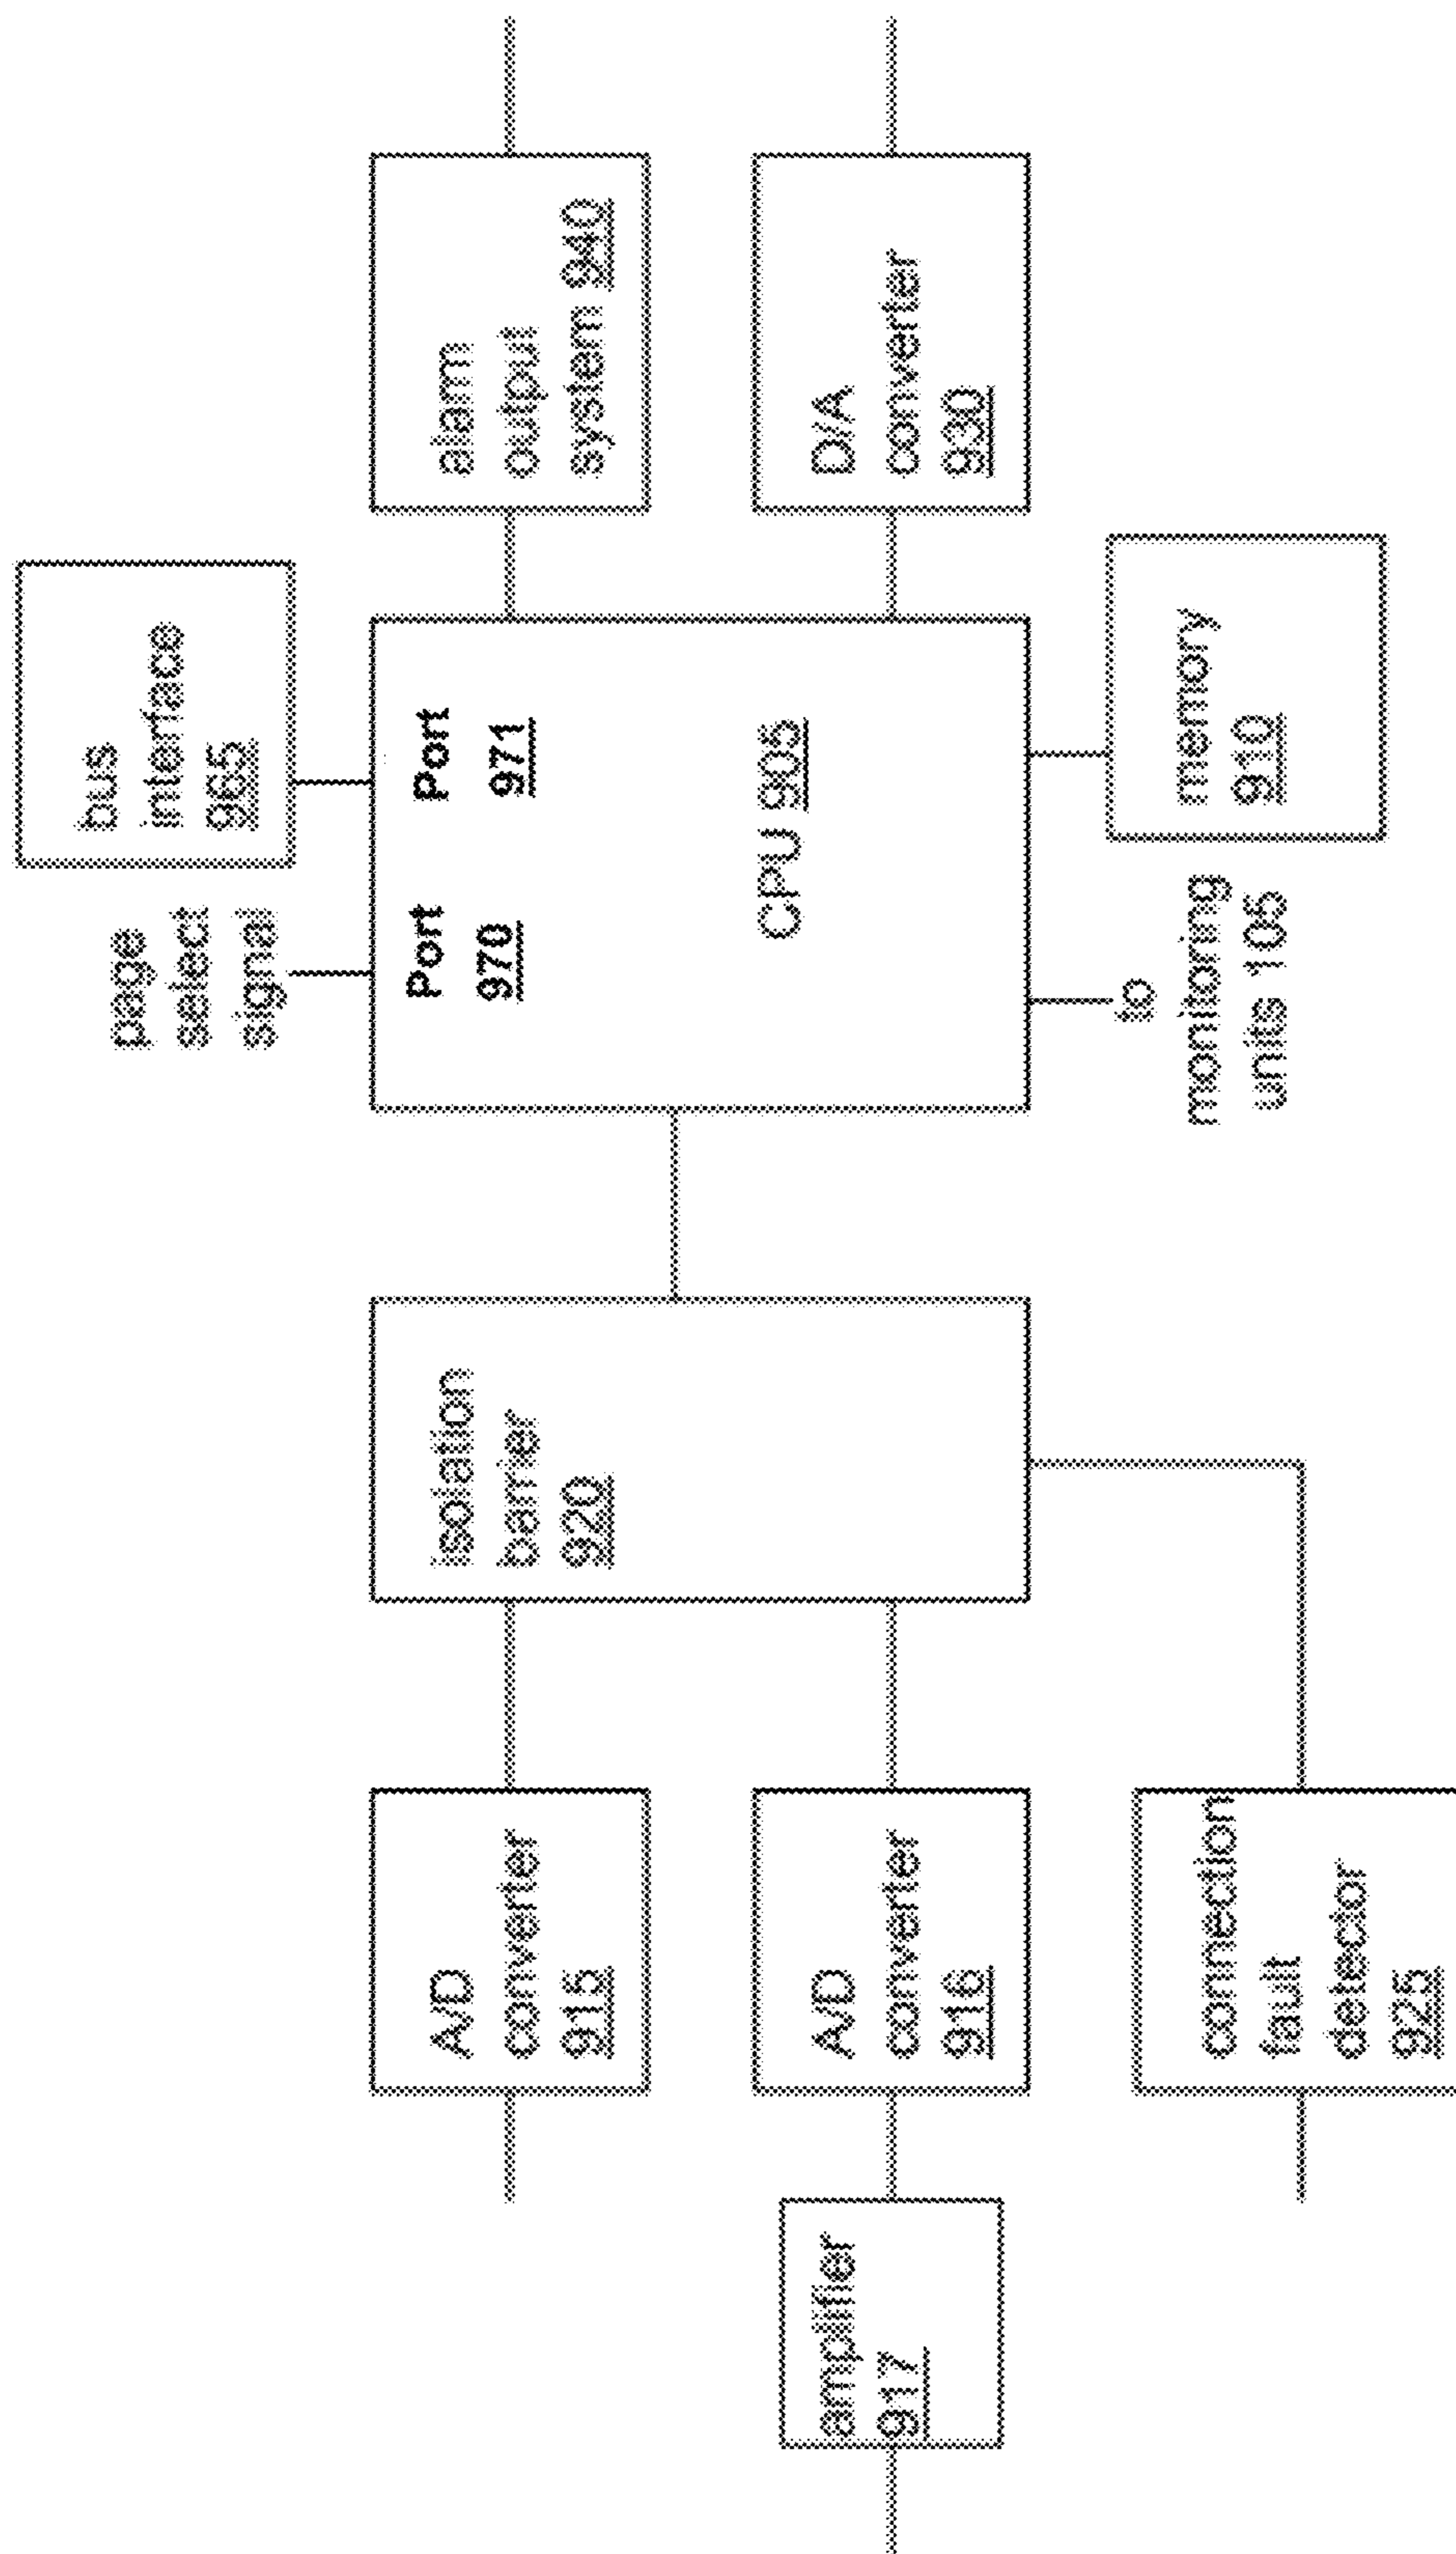 amplifier
917
A/D
converter
915
A/D
converter
916
connection
fault
detector
925
isolation
barrier
920
page
select
signal
bus
interface
965
Port
970
Port
971
CPU 905
to
monitoring
units 105
memory
910
alarm
output
system 940
D/A
converter
930